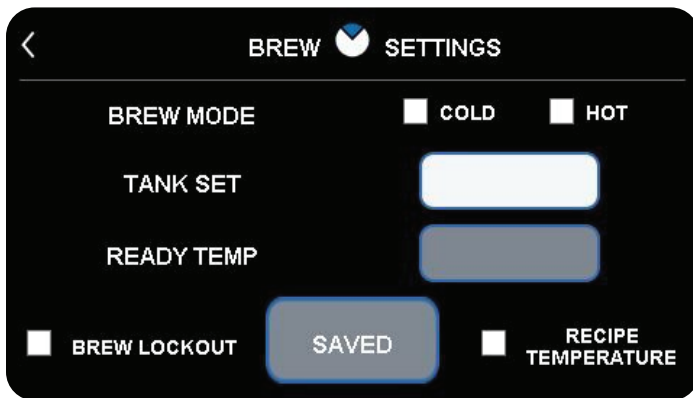 BREW SETTINGS
BREW MODE COLD HOT
TANK SET
READY TEMP
BREW LOCKOUT SAVED RECIPE
TEMPERATURE